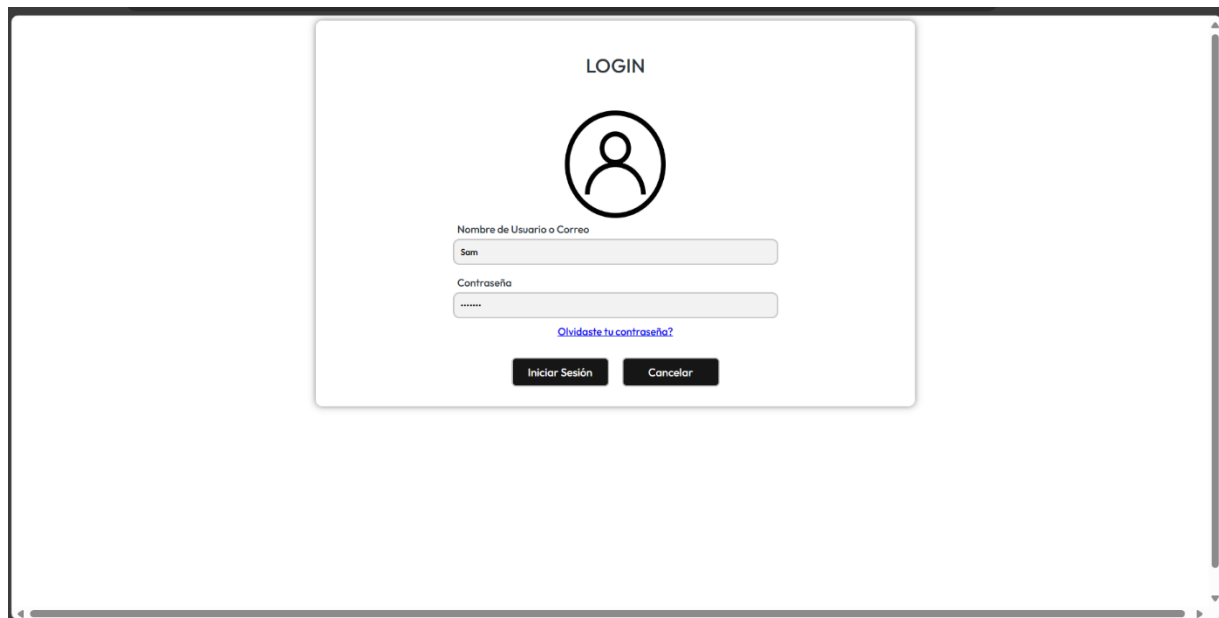 LOGIN
Nombre de Usuario o Correo
Sam
Contraseña
•••••••
Olvidaste tu contraseña?
Iniciar Sesión Cancelar